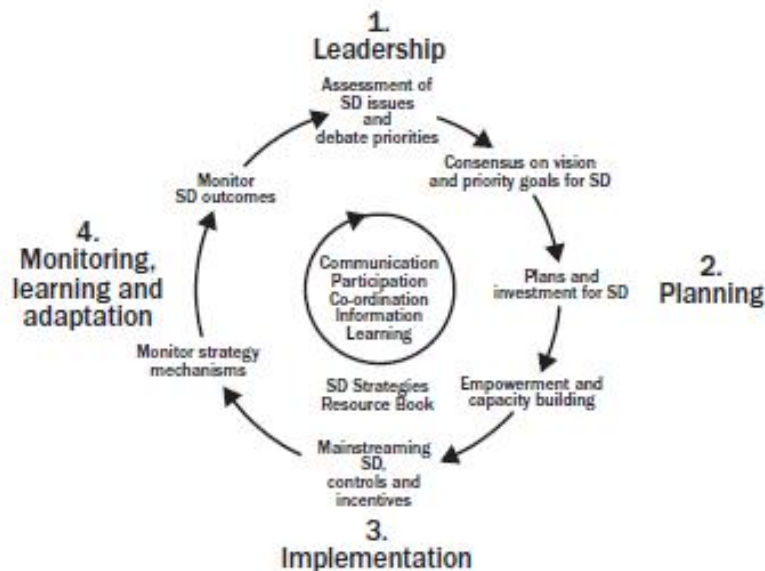 1.
Leadership
Assessment of
SD issues
and
debate priorities
Consensus on vision
and priority goals for SD
2.
Planning
Plans and
investment for SD
Empowerment and
capacity building
Mainstreaming
SD,
controls and
incentives
3.
Implementation
Monitor strategy
mechanisms
4.
Monitoring,
learning and
adaptation
Monitor
SD outcomes
Communication
Participation
Co-ordination
Information
Learning
SD Strategies
Resource Book